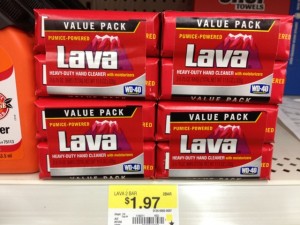 TOWELS
VALUE PACK
PUMICE-POWERED
Lava
HEAVY-DUTY HAND CLEANER with moisturizers
WD-40
VALUE PACK
PUMICE-POWERED
Lava
HEAVY-DUTY HAND CLEANER with moisturizers
WD-40
VALUE PACK
PUMICE-POWERED
Lava
HEAVY-DUTY HAND CLEANER with moisturizers
WD-40
VALUE PACK
PUMICE-POWERED
Lava
HEAVY-DUTY HAND CLEANER with moisturizers
WD-40
LAVA 2 BAR
$1.97